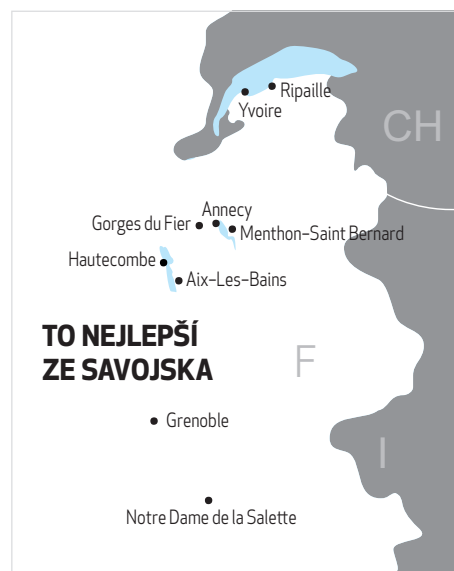 Ripaille
Yvoire
CH
Annecy
Gorges du Fier
Menthon-Saint Bernard
Hautecombe
Aix-Les-Bains
TO NEJLEPŠÍ
ZE SAVOJSKA
F
Grenoble
I
Notre Dame de la Salette